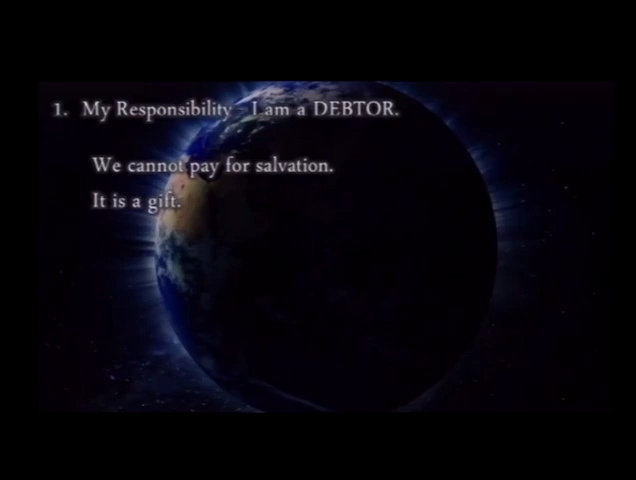 1. My Responsibility - I am a DEBTOR.
We cannot pay for salvation.
It is a gift.